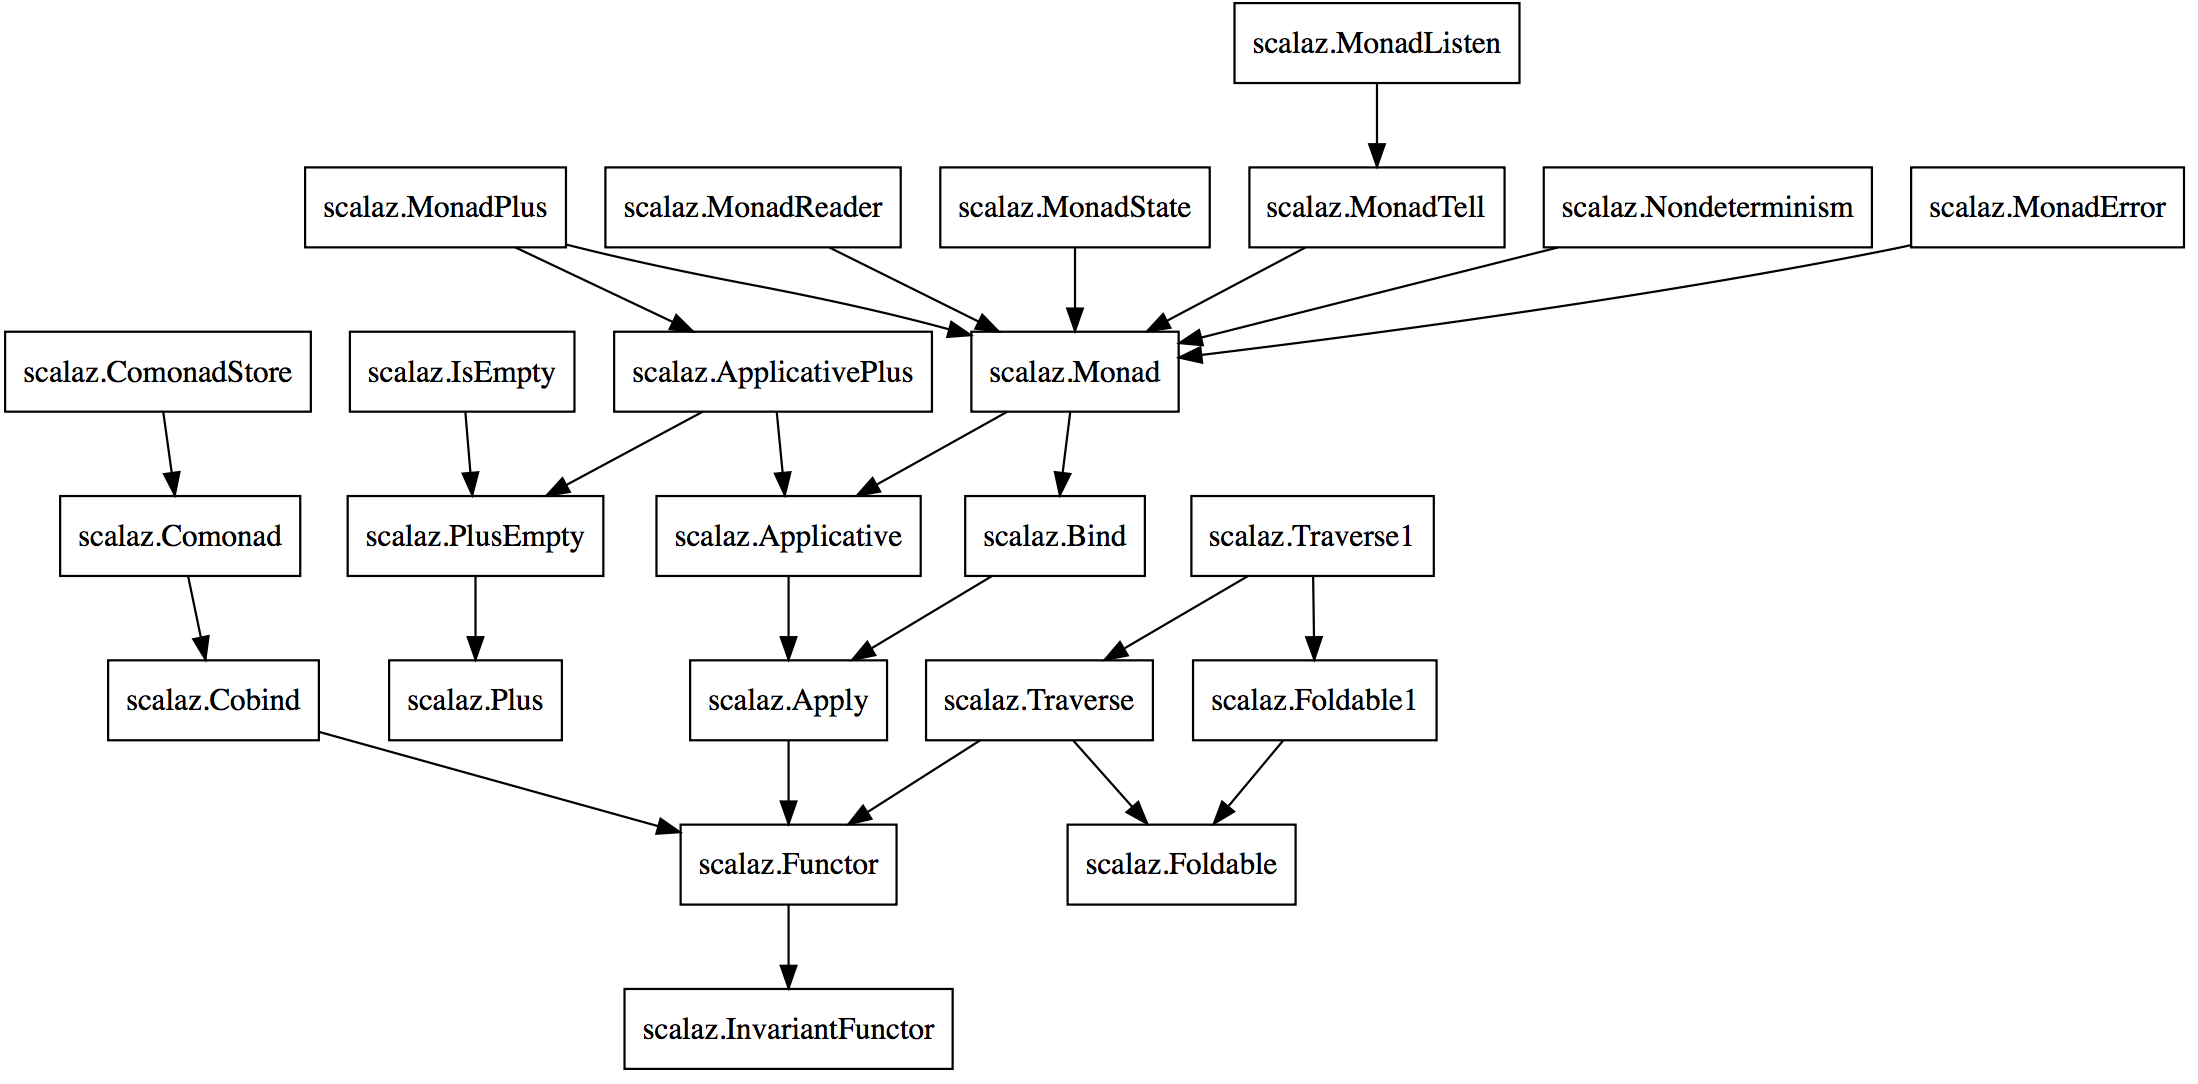 scalaz.MonadListen
scalaz.MonadPlus
scalaz.MonadReader
scalaz.MonadState
scalaz.MonadTell
scalaz.Nondeterminism
scalaz.MonadError
scalaz.ComonadStore
scalaz.IsEmpty
scalaz.ApplicativePlus
scalaz.Monad
scalaz.Comonad
scalaz.PlusEmpty
scalaz.Applicative
scalaz.Bind
scalaz.Traverse1
scalaz.Cobind
scalaz.Plus
scalaz.Apply
scalaz.Traverse
scalaz.Foldable1
scalaz.Functor
scalaz.Foldable
scalaz.InvariantFunctor